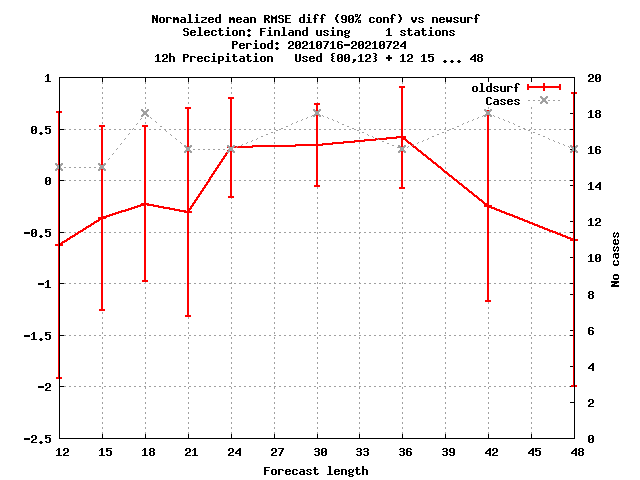 Normalized mean RMSE diff (90% conf) vs newsurf
Selection: Finland using     1 stations
Period: 20210716-20210724
12h Precipitation   Used {00,12} + 12 15 ... 48
oldsurf
Cases
1
0.5
0
-0.5
-1
-1.5
-2
-2.5
20
18
16
14
12
10
8
6
4
2
0
No cases
12 15 18 21 24 27 30 33 36 39 42 45 48
Forecast length